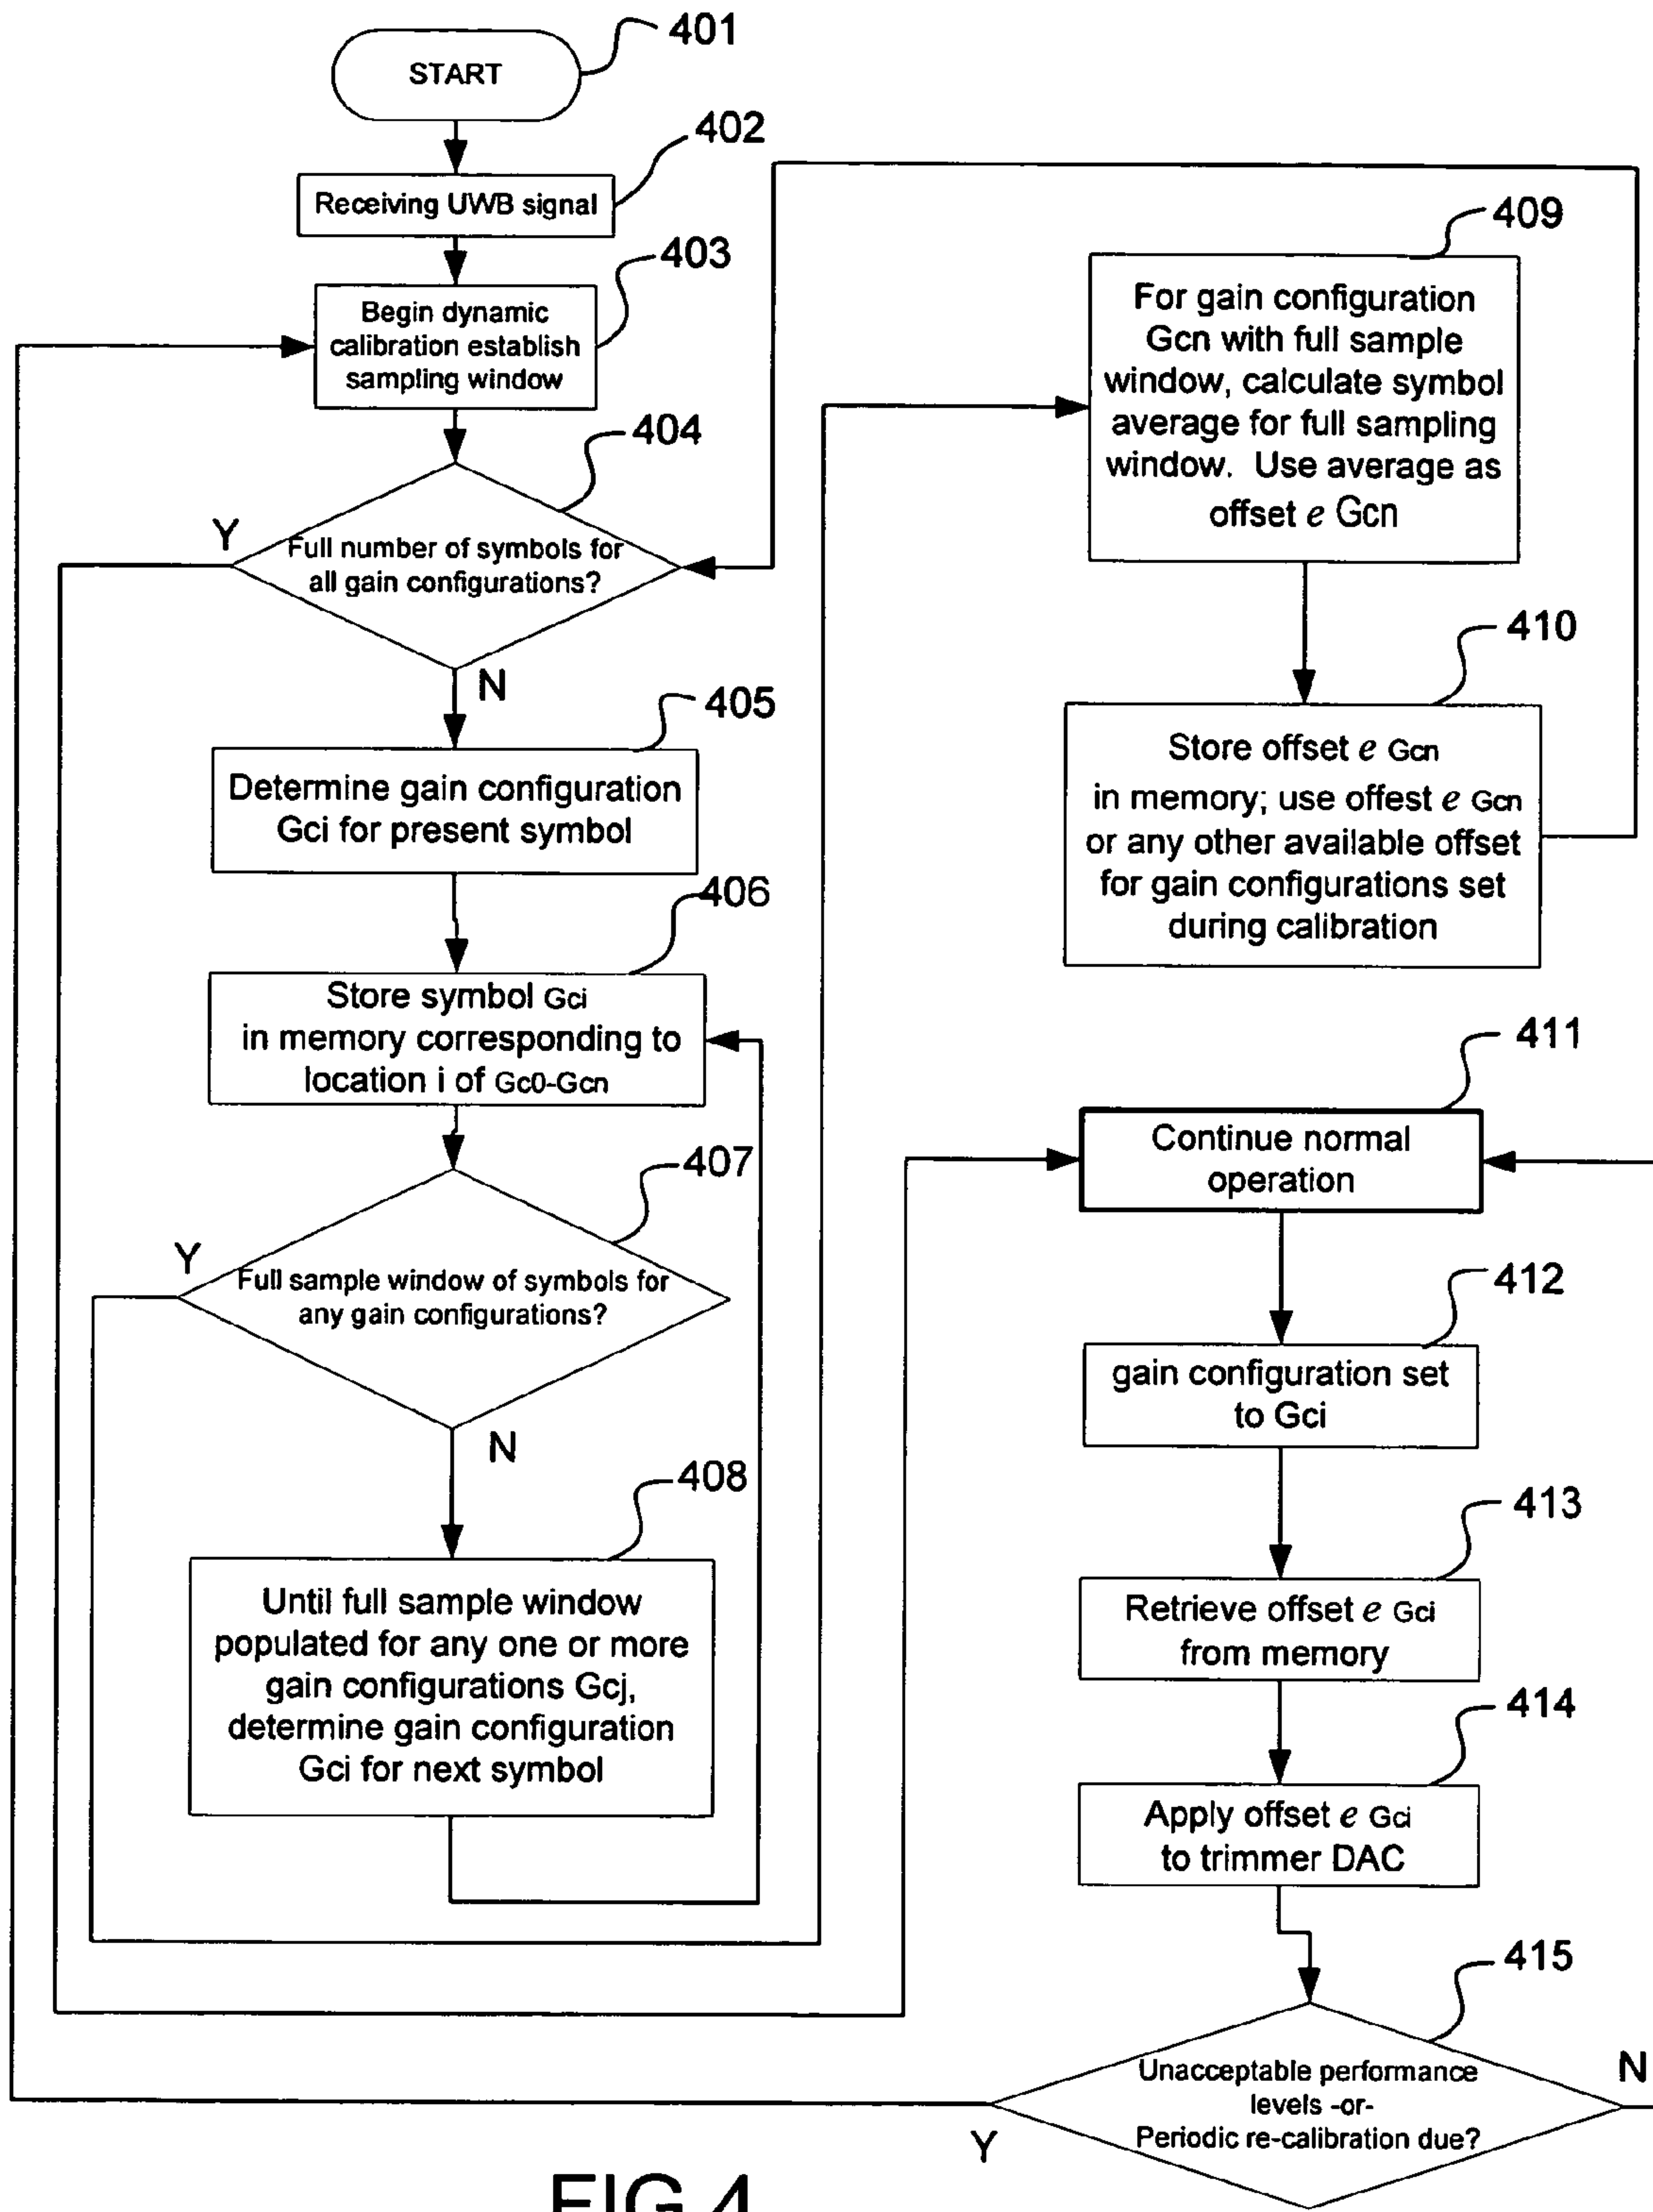 401
START
402
Receiving UWB signal
403
Begin dynamic
calibration establish
sampling window
404
Y
Full number of symbols for
all gain configurations?
N
405
Determine gain configuration
Gci for present symbol
406
Store symbol Gci
in memory corresponding to
location i of Gc0-Gcn
407
Y
Full sample window of symbols for
any gain configurations?
N
408
Until full sample window
populated for any one or more
gain configurations Gcj,
determine gain configuration
Gci for next symbol
409
For gain configuration
Gcn with full sample
window, calculate symbol
average for full sampling
window. Use average as
offset e Gcn
410
Store offset e Gcn
in memory; use offest e Gcn
or any other available offset
for gain configurations set
during calibration
411
Continue normal
operation
412
gain configuration set
to Gci
413
Retrieve offset e Gci
from memory
414
Apply offset e Gci
to trimmer DAC
415
Unacceptable performance
levels -or-
Periodic re-calibration due?
N
Y
FIG 4